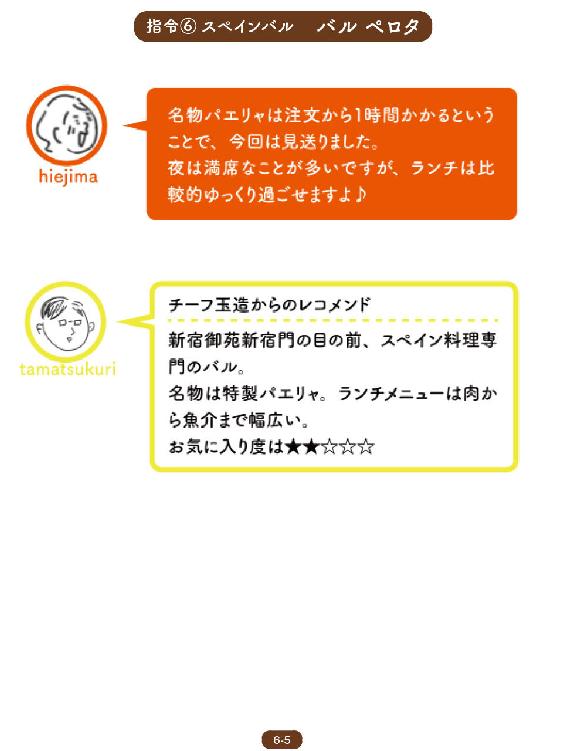 指令⑥ スペインバル バル ペロタ
名物パエリャは注文から1時間かかるという
ことで、今回は見送りました。
夜は満席なことが多いですが、ランチは比
較的ゆっくり過ごせますよ♪
hiejima
チーフ玉造からのレコメンド
新宿御苑新宿門の目の前、スペイン料理専
門のバル。
名物は特製パエリャ。ランチメニューは肉か
ら魚介まで幅広い。
お気に入り度は★★☆☆☆
tamatsukuri
6-5